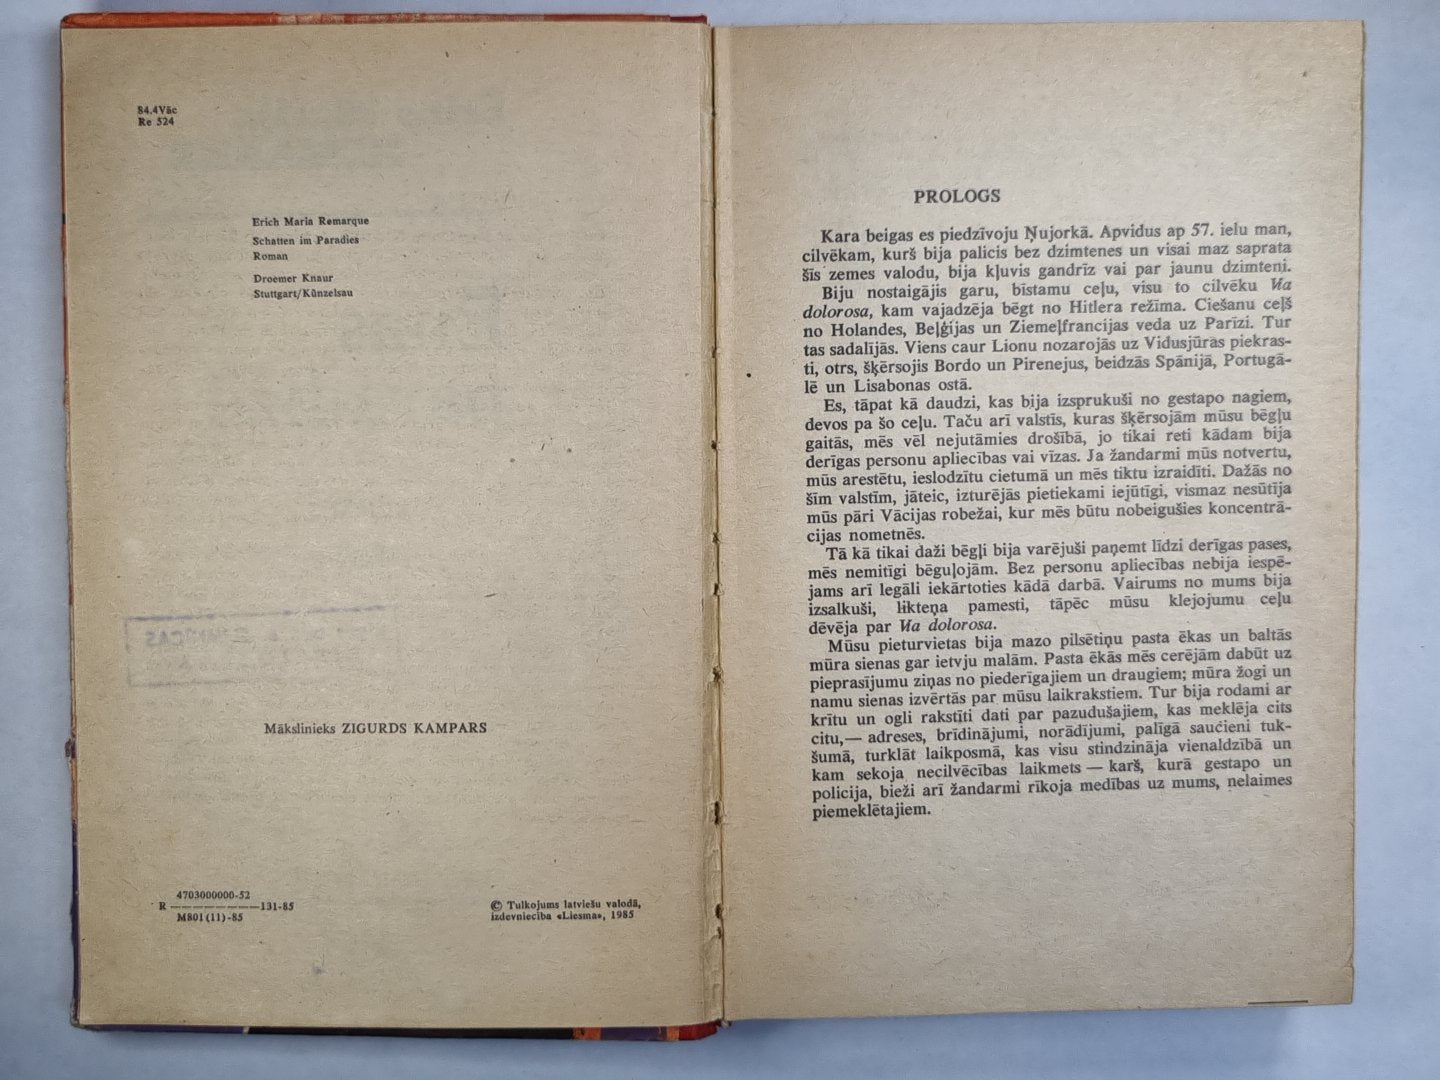 84.4Vāc
Re 524
Erich Maria Remarque
Schatten im Paradies
Roman
Droemer Knaur
Stuttgart/Künzelsau
Mākslinieks ZIGURDS KAMPARS
4703000000-52
R ———————131-85
M801(11)-85
© Tulkojums latviešu valodā,
izdevniecība «Liesma», 1985
PROLOGS
Kara beigas es piedzīvoju Ņujorkā. Apvidus ap 57. ielu man,
cilvēkam, kurš bija palicis bez dzimtenes un visai maz saprata
šīs zemes valodu, bija kļuvis gandrīz vai par jaunu dzimteni.
Biju nostaigājis garu, bīstamu ceļu, visu to cilvēku Via
dolorosa, kam vajadzēja bēgt no Hitlera režīma. Ciešanu ceļš
no Holandes, Beļģijas un Ziemeļfrancijas veda uz Parīzi. Tur
tas sadalījās. Viens caur Lionu nozarojās uz Vidusjūras piekras-
ti, otrs, šķērsojis Bordo un Pirenejus, beidzās Spānijā, Portugā-
lē un Lisabonas ostā.
Es, tāpat kā daudzi, kas bija izsprukuši no gestapo nagiem,
devos pa šo ceļu. Taču arī valstīs, kuras šķērsojām mūsu bēgļu
gaitās, mēs vēl nejutāmies drošībā, jo tikai reti kādam bija
derīgas personu apliecības vai vīzas. Ja žandarmi mūs notvertu,
mūs arestētu, ieslodzītu cietumā un mēs tiktu izraidīti. Dažās no
šīm valstīm, jāteic, izturējās pietiekami iejūtīgi, vismaz nesūtīja
mūs pāri Vācijas robežai, kur mēs būtu nobeigušies koncentrā-
cijas nometnēs.
Tā kā tikai daži bēgļi bija varējuši paņemt līdzi derīgas pases,
mēs nemitīgi bēguļojām. Bez personu apliecības nebija iespē-
jams arī legāli iekārtoties kādā darbā. Vairums no mums bija
izsalkuši, likteņa pamesti, tāpēc mūsu klejojumu ceļu
dēvēja par Via dolorosa.
Mūsu pieturvietas bija mazo pilsētiņu pasta ēkas un baltās
mūra sienas gar ietvju malām. Pasta ēkās mēs cerējām dabūt uz
pieprasījumu ziņas no piederīgajiem un draugiem; mūra žogi un
namu sienas izvērtās par mūsu laikrakstiem. Tur bija rodami ar
krītu un ogli rakstīti dati par pazudušajiem, kas meklēja cits
citu,— adreses, brīdinājumi, norādījumi, palīgā saucieni tuk-
šumā, turklāt laikposmā, kas visu stindzināja vienaldzībā un
kam sekoja necilvēcības laikmets — karš, kurā gestapo un
policija, bieži arī žandarmi rīkoja medības uz mums, nelaimes
piemeklētajiem.